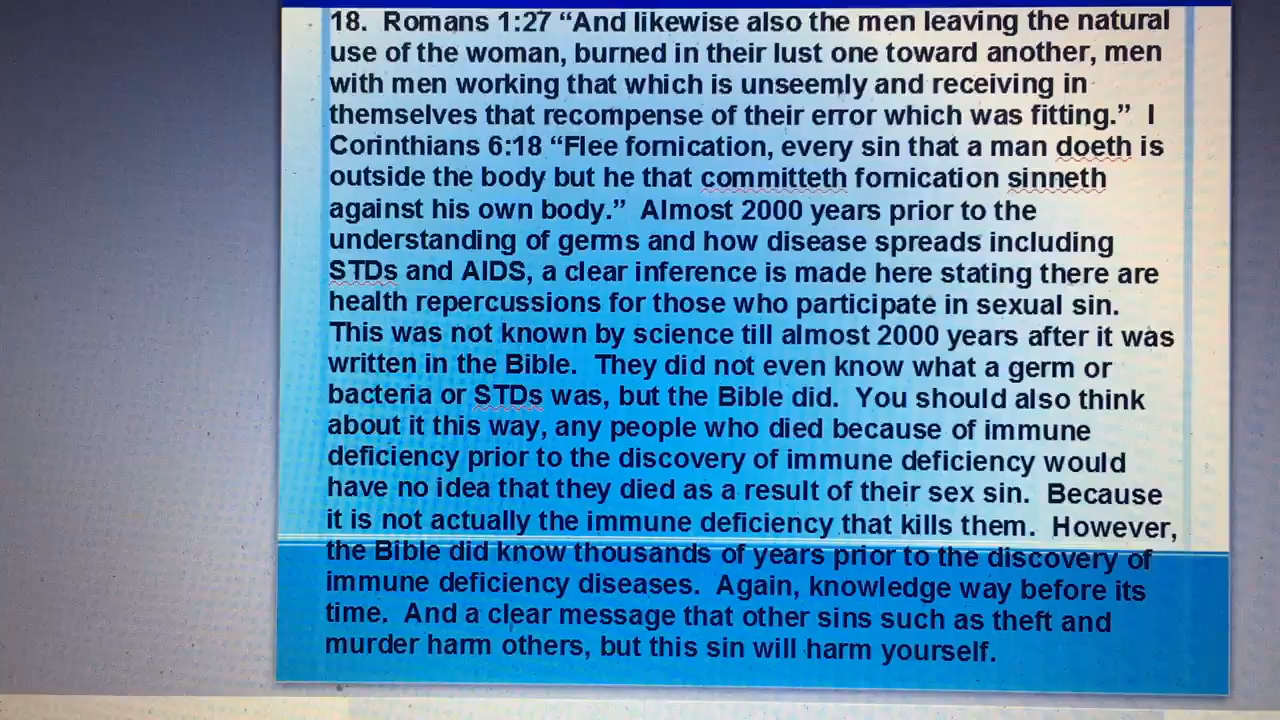 18.  Romans 1:27 “And likewise also the men leaving the natural
use of the woman, burned in their lust one toward another, men
with men working that which is unseemly and receiving in
themselves that recompense of their error which was fitting.”  I
Corinthians 6:18 “Flee fornication, every sin that a man doeth is
outside the body but he that committeth fornication sinneth
against his own body.”  Almost 2000 years prior to the
understanding of germs and how disease spreads including
STDs and AIDS, a clear inference is made here stating there are
health repercussions for those who participate in sexual sin.
This was not known by science till almost 2000 years after it was
written in the Bible.  They did not even know what a germ or
bacteria or STDs was, but the Bible did.  You should also think
about it this way, any people who died because of immune
deficiency prior to the discovery of immune deficiency would
have no idea that they died as a result of their sex sin.  Because
it is not actually the immune deficiency that kills them.  However,
the Bible did know thousands of years prior to the discovery of
immune deficiency diseases.  Again, knowledge way before its
time.  And a clear message that other sins such as theft and
murder harm others, but this sin will harm yourself.